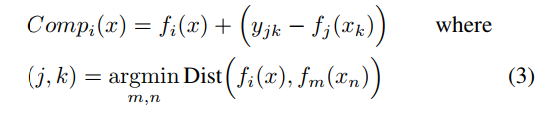 Comp_i(x) = f_i(x) + (y_{jk} − f_j(x_k)) where
(j, k) = argmin_{m,n} Dist(f_i(x), f_m(x_n)) (3)